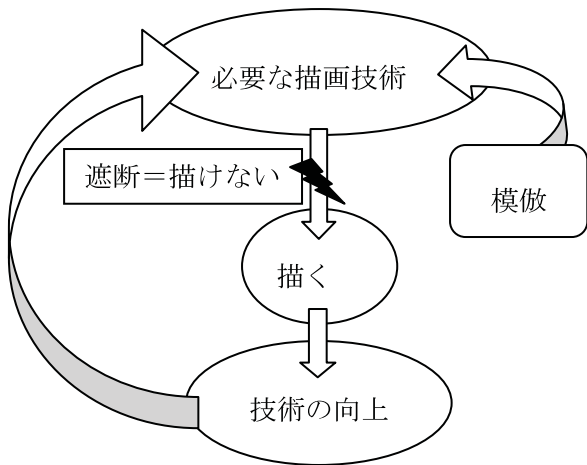 必要な描画技術
遮断＝描けない
模倣
描く
技術の向上